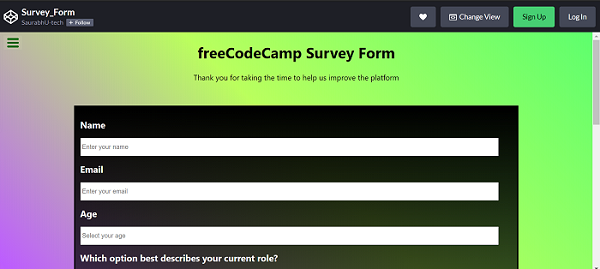 Survey_Form
SaurabhU-tech + Follow
Change View
Sign Up
Log In
freeCodeCamp Survey Form
Thank you for taking the time to help us improve the platform
Name
Enter your name
Email
Enter your email
Age
Select your age
Which option best describes your current role?